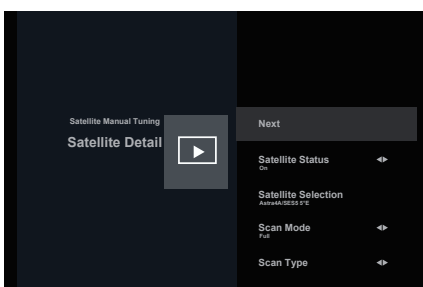 Satellite Manual Tuning
Satellite Detail
Next
Satellite Status
On
Satellite Selection
Astra4A/SES5 5°E
Scan Mode
Full
Scan Type